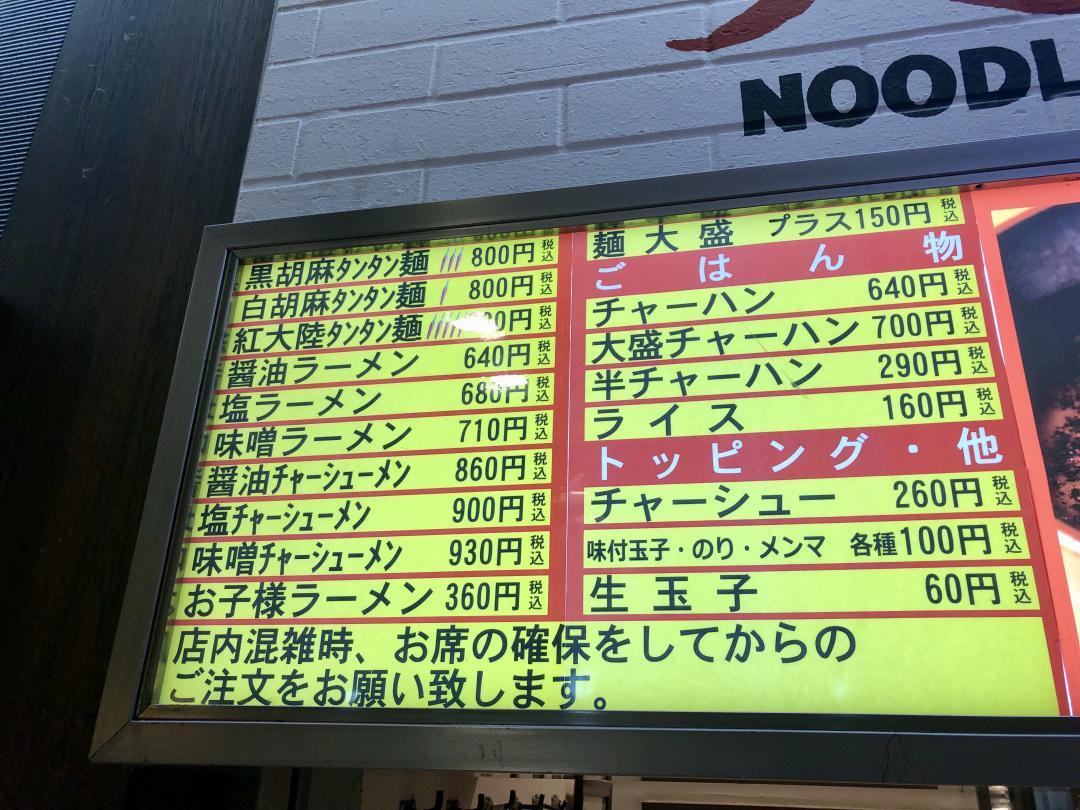 NOODL
黒胡麻タンタン麺 800円 税込
白胡麻タンタン麺 800円 税込
紅大陸タンタン麺 00円 税込
醤油ラーメン 640円 税込
塩ラーメン 680円 税込
味噌ラーメン 710円 税込
醤油チャーシューメン 860円 税込
塩チャーシューメン 900円 税込
味噌チャーシューメン 930円 税込
お子様ラーメン 360円 税込
麺大盛 プラス150円 税込
ごはん物
チャーハン 640円 税込
大盛チャーハン 700円 税込
半チャーハン 290円 税込
ライス 160円 税込
トッピング・他
チャーシュー 260円 税込
味付玉子・のり・メンマ 各種100円 税込
生玉子 60円 税込
店内混雑時、お席の確保をしてからの
ご注文をお願い致します。